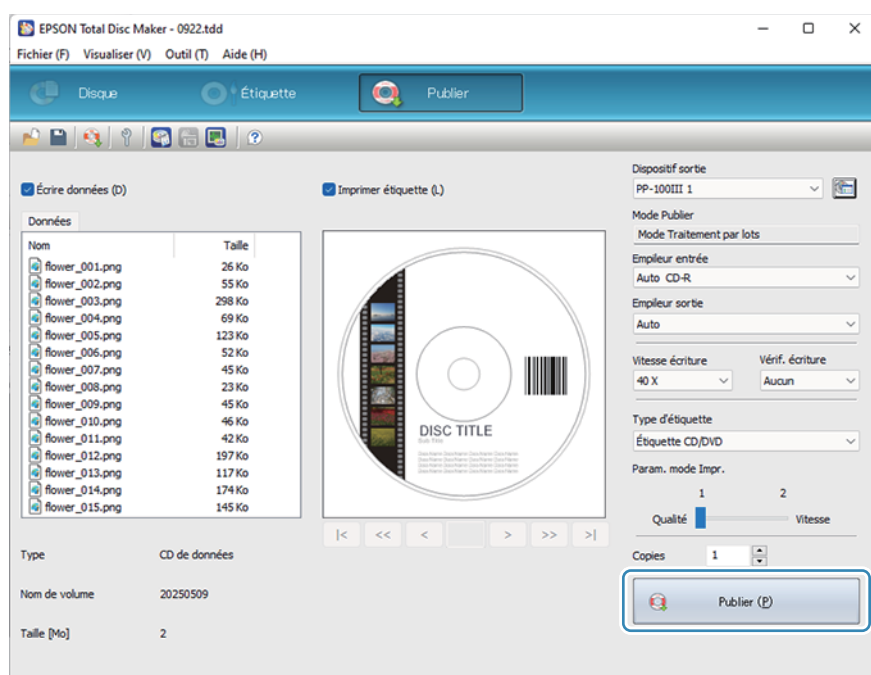 EPSON Total Disc Maker - 0922.tdd
Fichier (F) Visualiser (V) Outil (T) Aide (H)
Disque Étiquette Publier
Écrire données (D)
Données
Nom Taille
flower_001.png 26 Ko
flower_002.png 55 Ko
flower_003.png 298 Ko
flower_004.png 69 Ko
flower_005.png 123 Ko
flower_006.png 52 Ko
flower_007.png 45 Ko
flower_008.png 23 Ko
flower_009.png 45 Ko
flower_010.png 46 Ko
flower_011.png 42 Ko
flower_012.png 197 Ko
flower_013.png 117 Ko
flower_014.png 174 Ko
flower_015.png 145 Ko
Type CD de données
Nom de volume 20250509
Taille [Mo] 2
Imprimer étiquette (L)
DISC TITLE
Sub Title
|< << < > >> >|
Dispositif sortie
PP-100III 1
Mode Publier
Mode Traitement par lots
Empileur entrée
Auto CD-R
Empileur sortie
Auto
Vitesse écriture Vérif. écriture
40 X Aucun
Type d'étiquette
Étiquette CD/DVD
Param. mode Impr.
1 2
Qualité Vitesse
Copies 1
Publier (P)